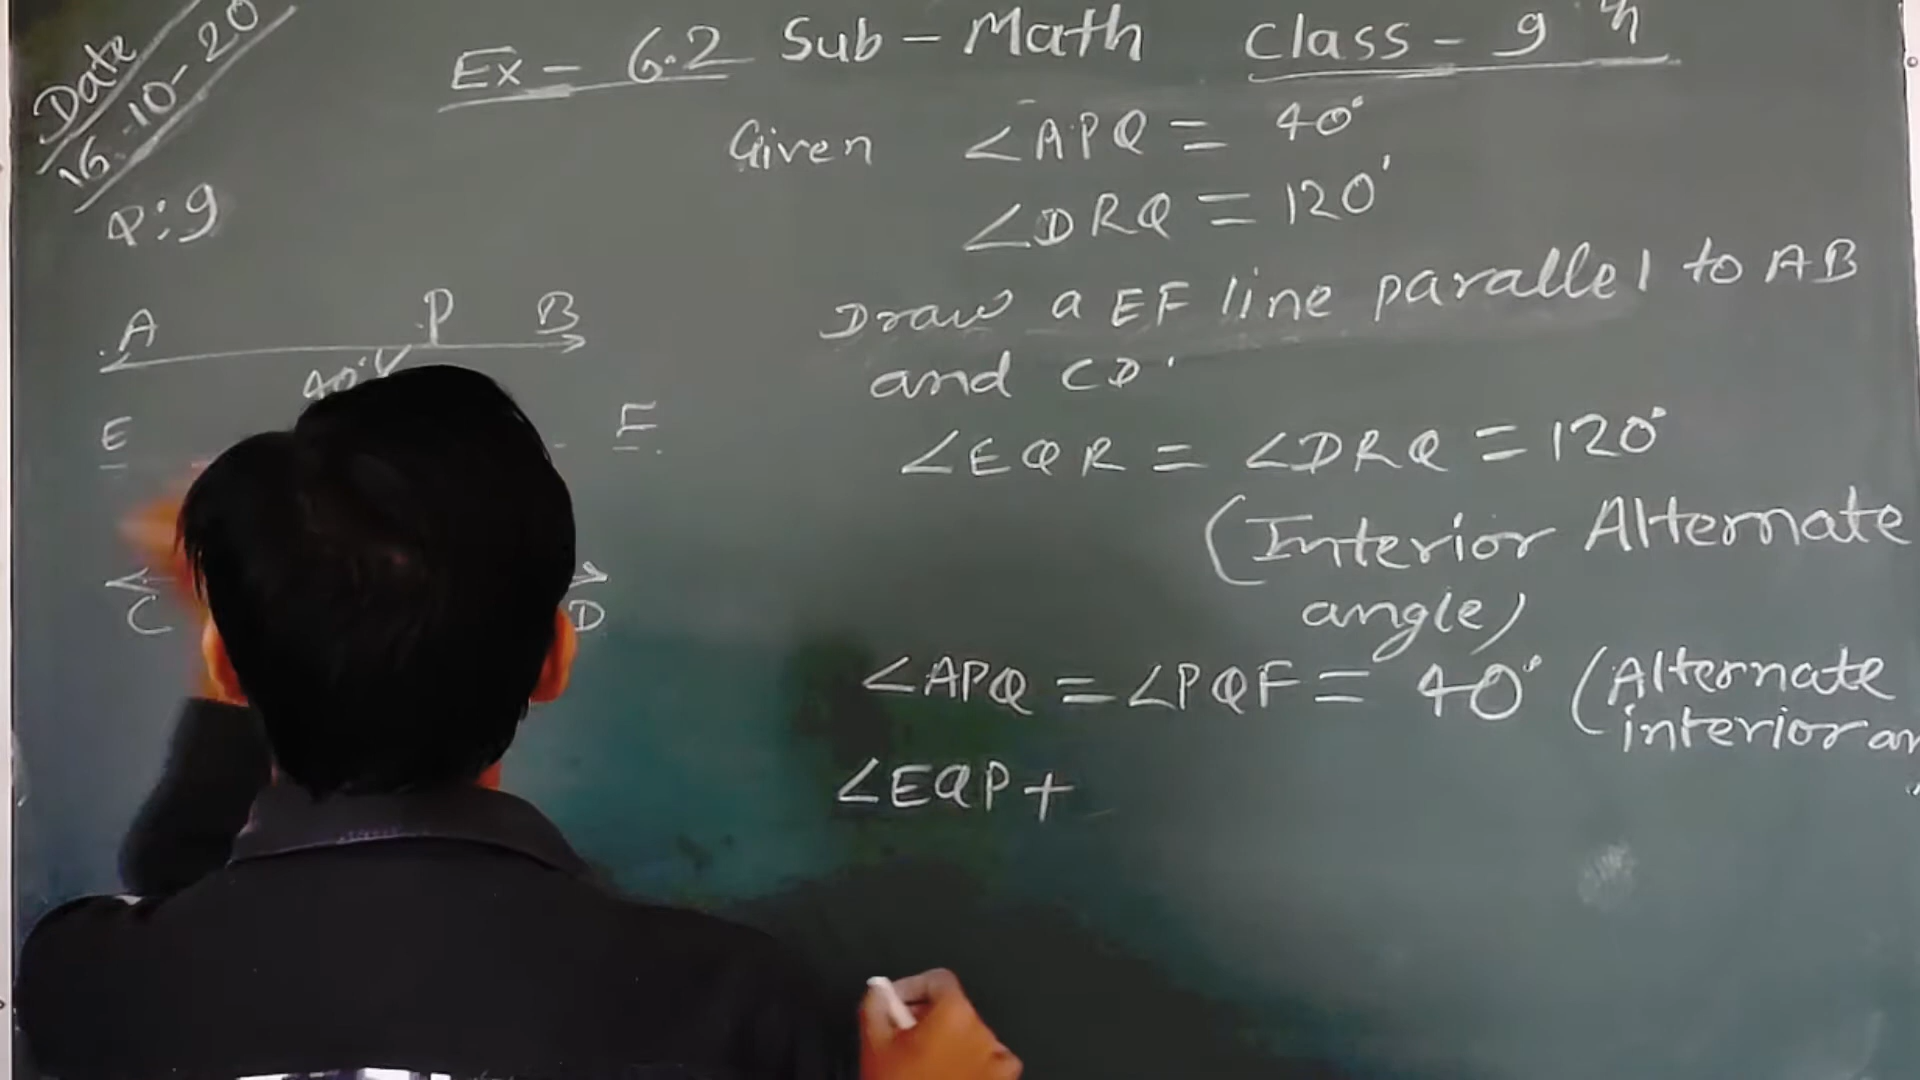 Date
16-10-20
Ex - 6.2 Sub - Math Class - 9th
Q:9
Given ∠APQ = 40°
∠DRQ = 120°
Draw a EF line parallel to AB
and CD.
A P B
40°
E F
C D
∠EQR = ∠DRQ = 120°
(Interior Alternate
angle)
∠APQ = ∠PQF = 40° (Alternate
interior an
∠EQP +